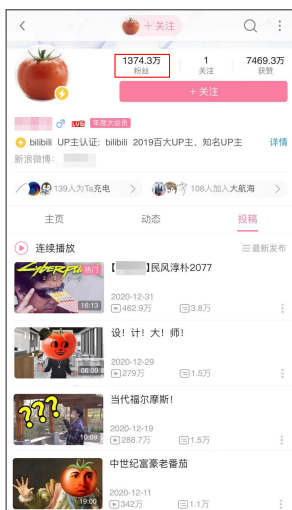 + 关注
1374.3万
1
7469.3万
粉丝
关注
获赞
+ 关注
LV6
年度大会员
bilibili UP主认证: bilibili 2019百大UP主、知名UP主
详情
新浪微博:
139人为Ta充电
108人加入大航海
主页
动态
投稿
连续播放
最新发布
CYBERPUNK
热门
2077
16:13
【 】民风淳朴2077
2020-12-31
462.9万
3.8万
06:09
设！计！大！师！
2020-12-29
279万
1.5万
???
10:09
当代福尔摩斯！
2020-12-19
288.7万
1.5万
19:00
中世纪富豪老番茄
2020-12-11
342万
1.1万